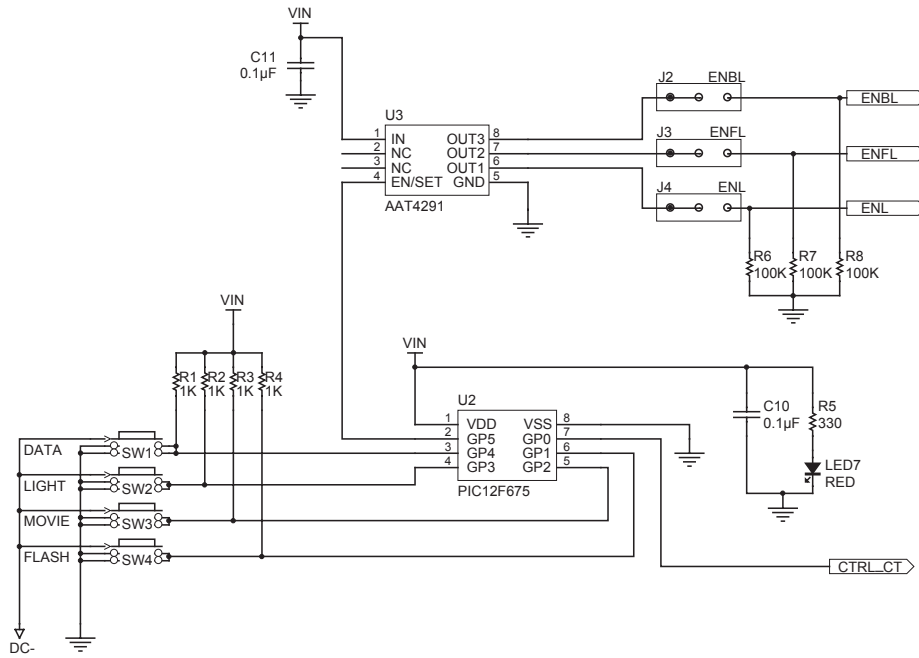 VIN
C11
0.1µF
U3
1 IN OUT3 8
2 NC OUT2 7
3 NC OUT1 6
4 EN/SET GND 5
AAT4291
J2 ENBL
J3 ENFL
J4 ENL
ENBL
ENFL
ENL
R6
100K
R7
100K
R8
100K
VIN
R1
1K
R2
1K
R3
1K
R4
1K
VIN
U2
1 VDD VSS 8
2 GP5 GP0 7
3 GP4 GP1 6
4 GP3 GP2 5
PIC12F675
C10
0.1µF
R5
330
LED7
RED
DATA SW1
LIGHT SW2
MOVIE SW3
FLASH SW4
CTRL_CT
DC-